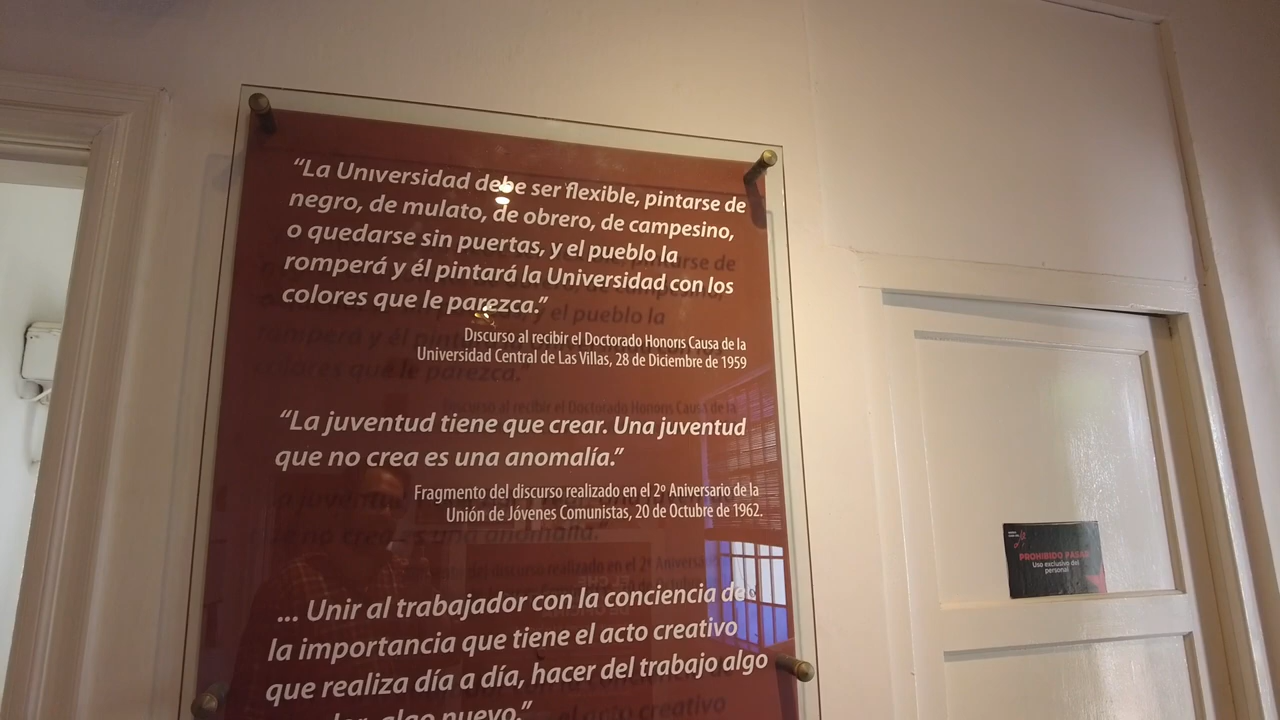 “La Universidad debe ser flexible, pintarse de
negro, de mulato, de obrero, de campesino,
o quedarse sin puertas, y el pueblo la
romperá y él pintará la Universidad con los
colores que le parezca.”
Discurso al recibir el Doctorado Honoris Causa de la
Universidad Central de Las Villas, 28 de Diciembre de 1959
“La juventud tiene que crear. Una juventud
que no crea es una anomalía.”
Fragmento del discurso realizado en el 2º Aniversario de la
Unión de Jóvenes Comunistas, 20 de Octubre de 1962.
... Unir al trabajador con la conciencia de
la importancia que tiene el acto creativo
que realiza día a día, hacer del trabajo algo
algo nuevo.”
PROHIBIDO PASAR
Uso exclusivo del
personal